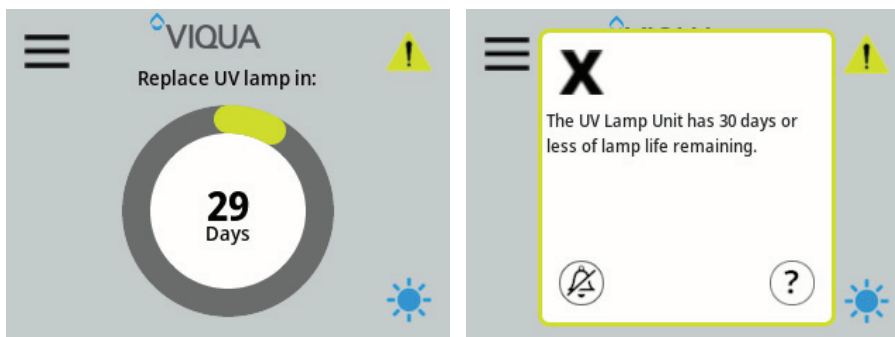 VIQUA
Replace UV lamp in:
29
Days
X
The UV Lamp Unit has 30 days or
less of lamp life remaining.
?